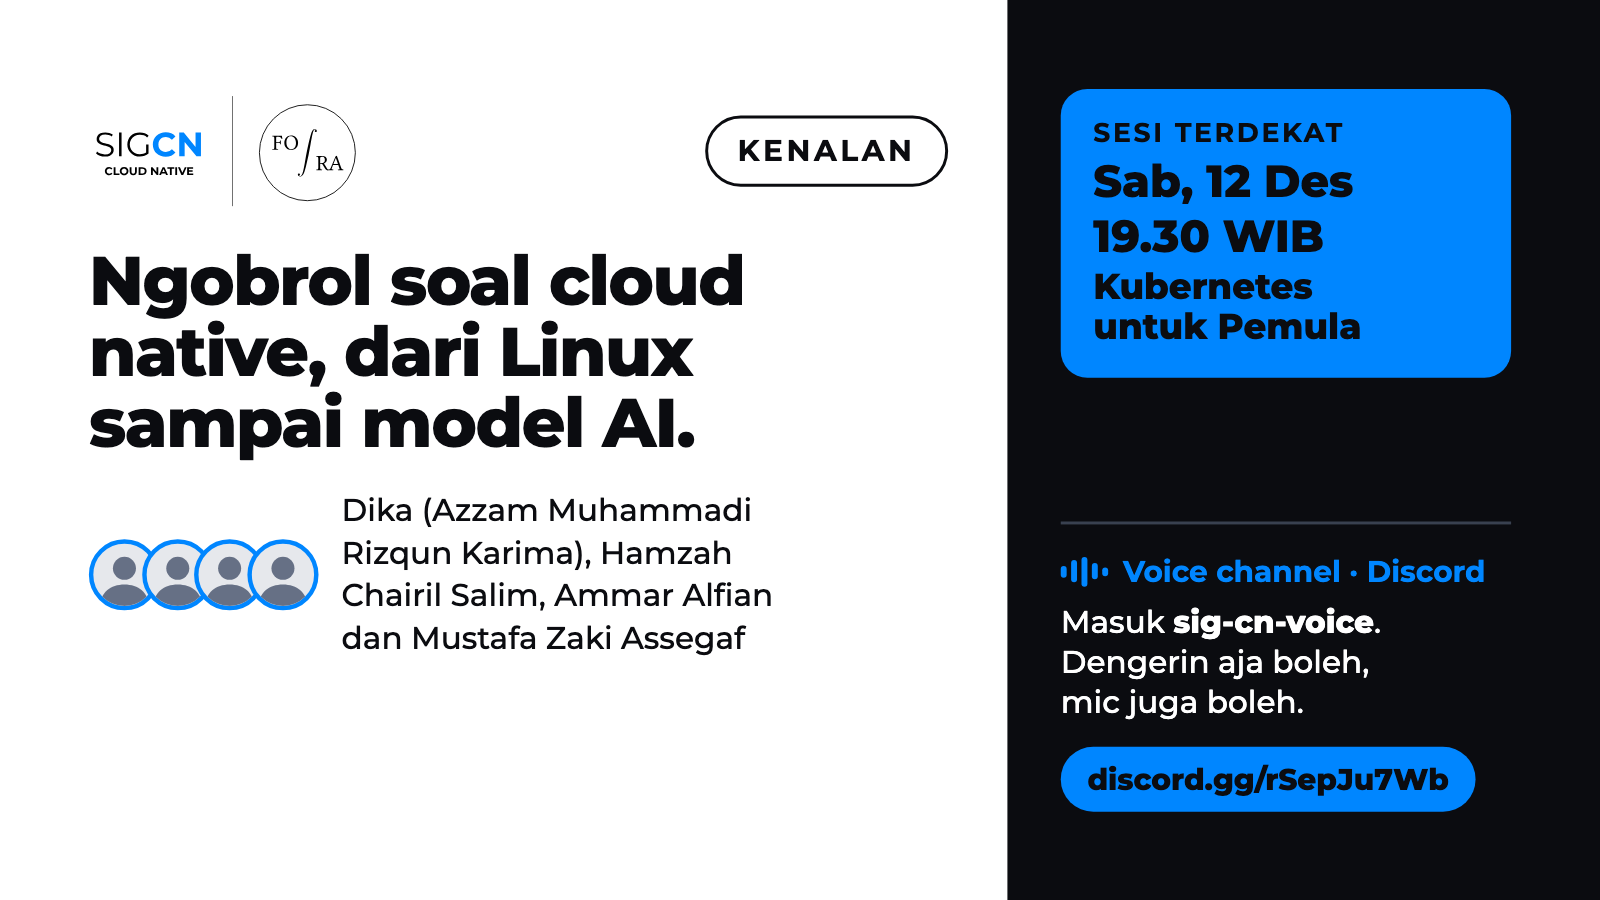 SIGCN
CLOUD NATIVE
FO
RA
KENALAN
Ngobrol soal cloud
native, dari Linux
sampai model AI.
Dika (Azzam Muhammadi
Rizqun Karima), Hamzah
Chairil Salim, Ammar Alfian
dan Mustafa Zaki Assegaf
SESI TERDEKAT
Sab, 12 Des
19.30 WIB
Kubernetes
untuk Pemula
Voice channel · Discord
Masuk sig-cn-voice.
Dengerin aja boleh,
mic juga boleh.
discord.gg/rSepJu7Wb